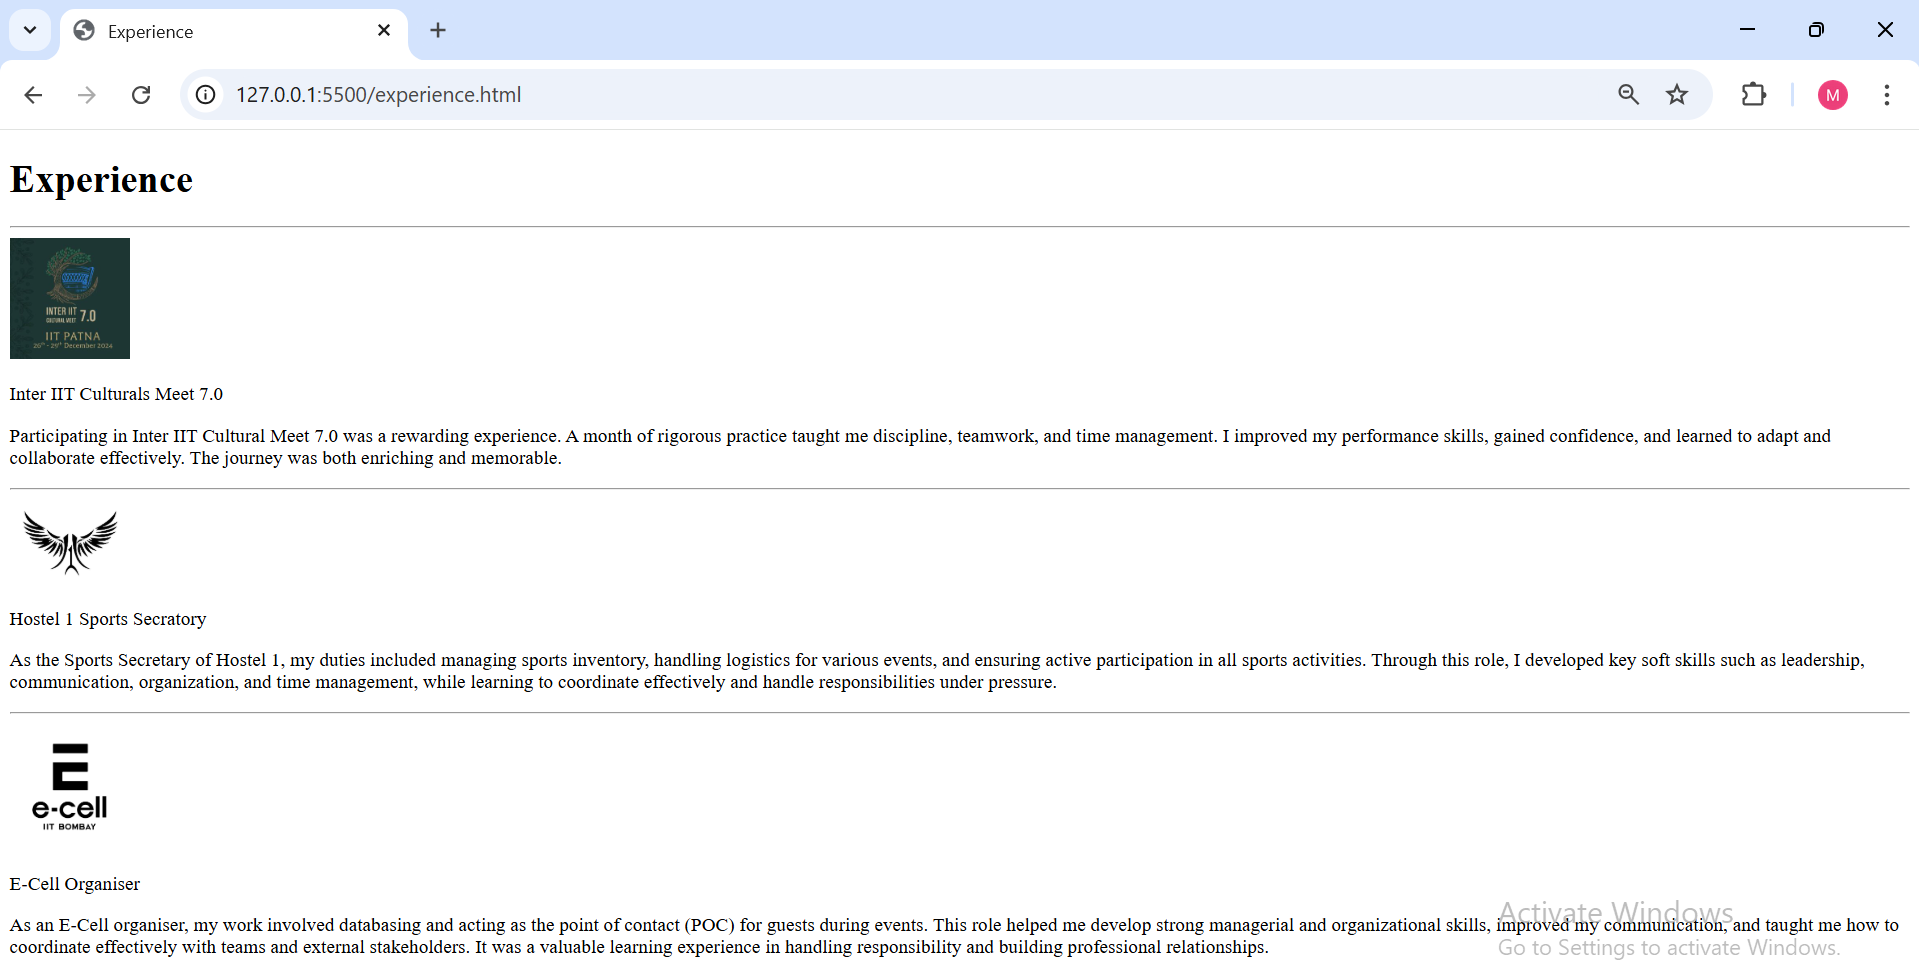 Experience
127.0.0.1:5500/experience.html
M
Experience
INTER IIT
CULTURAL MEET 7.0
IIT PATNA
26th - 29th December 2024
Inter IIT Culturals Meet 7.0
Participating in Inter IIT Cultural Meet 7.0 was a rewarding experience. A month of rigorous practice taught me discipline, teamwork, and time management. I improved my performance skills, gained confidence, and learned to adapt and
collaborate effectively. The journey was both enriching and memorable.
Hostel 1 Sports Secratory
As the Sports Secretary of Hostel 1, my duties included managing sports inventory, handling logistics for various events, and ensuring active participation in all sports activities. Through this role, I developed key soft skills such as leadership,
communication, organization, and time management, while learning to coordinate effectively and handle responsibilities under pressure.
e-cell
IIT BOMBAY
E-Cell Organiser
As an E-Cell organiser, my work involved databasing and acting as the point of contact (POC) for guests during events. This role helped me develop strong managerial and organizational skills, improved my communication, and taught me how to
coordinate effectively with teams and external stakeholders. It was a valuable learning experience in handling responsibility and building professional relationships.
Activate Windows
Go to Settings to activate Windows.